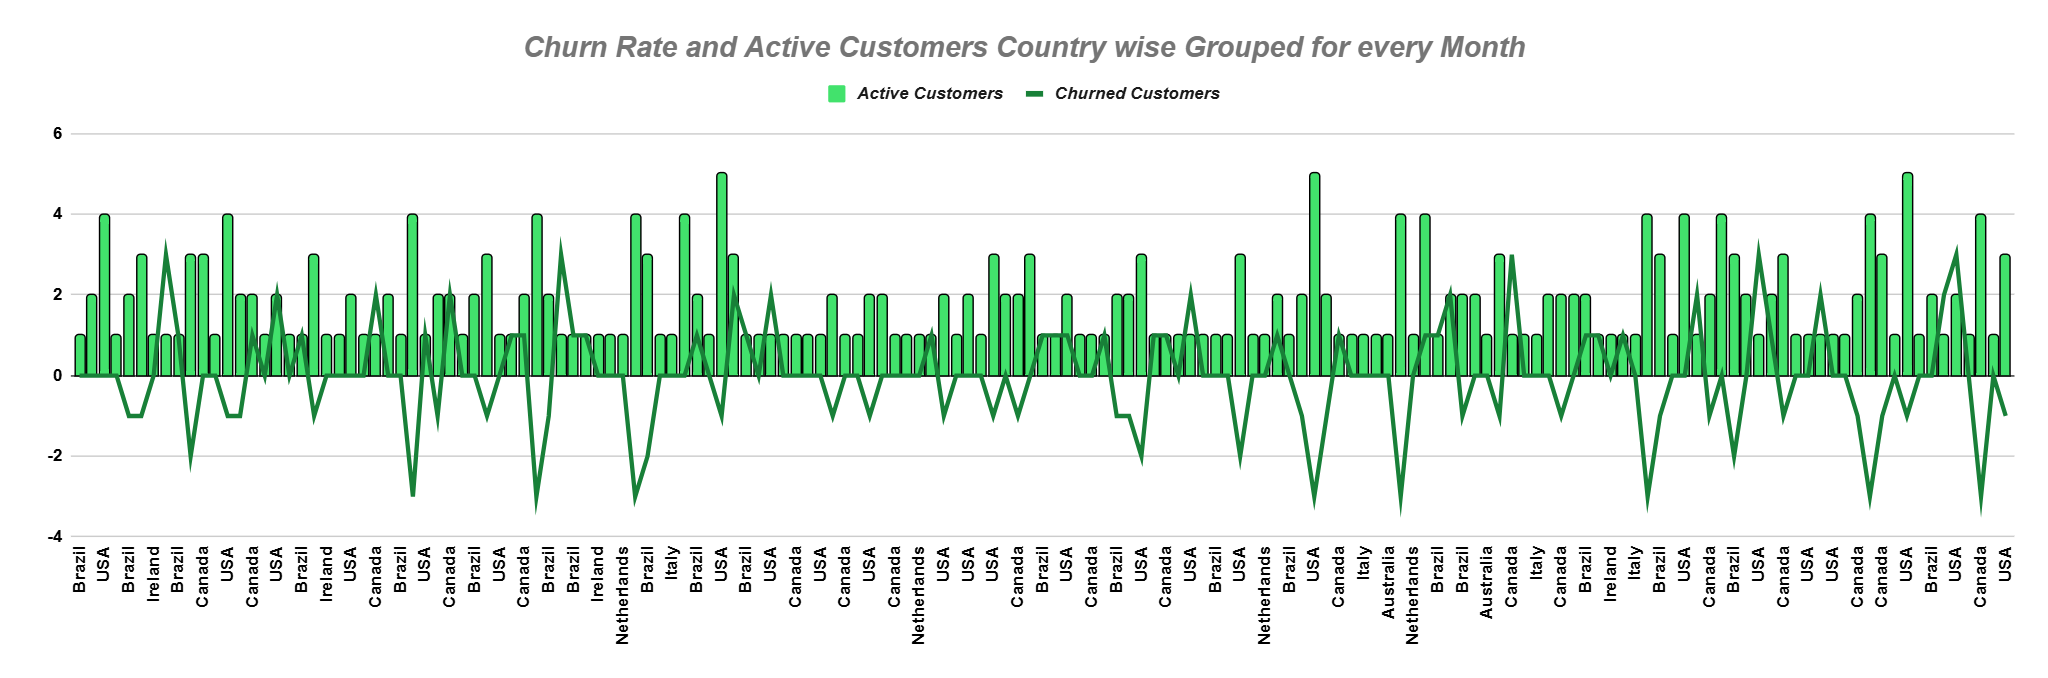 Churn Rate and Active Customers Country wise Grouped for every Month
Active Customers
Churned Customers
6
4
2
0
-2
-4
Brazil
USA
Brazil
Ireland
Brazil
Canada
USA
Canada
USA
Brazil
Ireland
USA
Canada
Brazil
USA
Canada
Brazil
USA
Canada
Brazil
Brazil
Ireland
Netherlands
Brazil
Italy
Brazil
USA
Brazil
USA
Canada
USA
Canada
USA
Canada
Netherlands
USA
USA
USA
Canada
Brazil
USA
Canada
Brazil
USA
Canada
USA
Brazil
USA
Netherlands
Brazil
USA
Canada
Italy
Australia
Netherlands
Brazil
Brazil
Australia
Canada
Italy
Canada
Brazil
Ireland
Italy
Brazil
USA
Canada
Brazil
USA
Canada
USA
USA
Canada
Canada
USA
Brazil
USA
Canada
USA